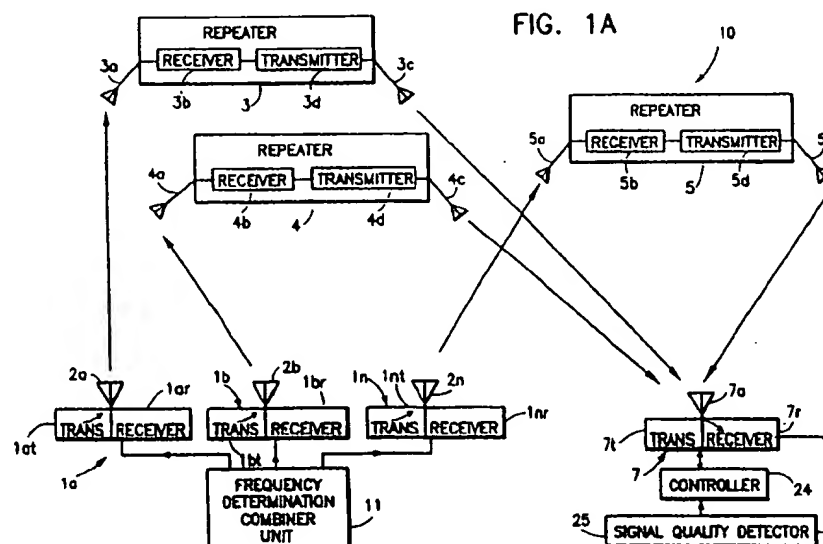 FIG. 1A
10
REPEATER
3a
RECEIVER
TRANSMITTER
3c
3b
3
3d
REPEATER
5a
RECEIVER
TRANSMITTER
5
5b
5
5d
REPEATER
4a
RECEIVER
TRANSMITTER
4c
4b
4
4d
2a
1ar
1b
2b
1br
1n
1nt
2n
7a
1at
TRANS
RECEIVER
TRANS
RECEIVER
TRANS
RECEIVER
1nr
7t
TRANS
RECEIVER
7r
1a
1bt
7
FREQUENCY
DETERMINATION
COMBINER
UNIT
11
CONTROLLER
24
25
SIGNAL QUALITY DETECTOR